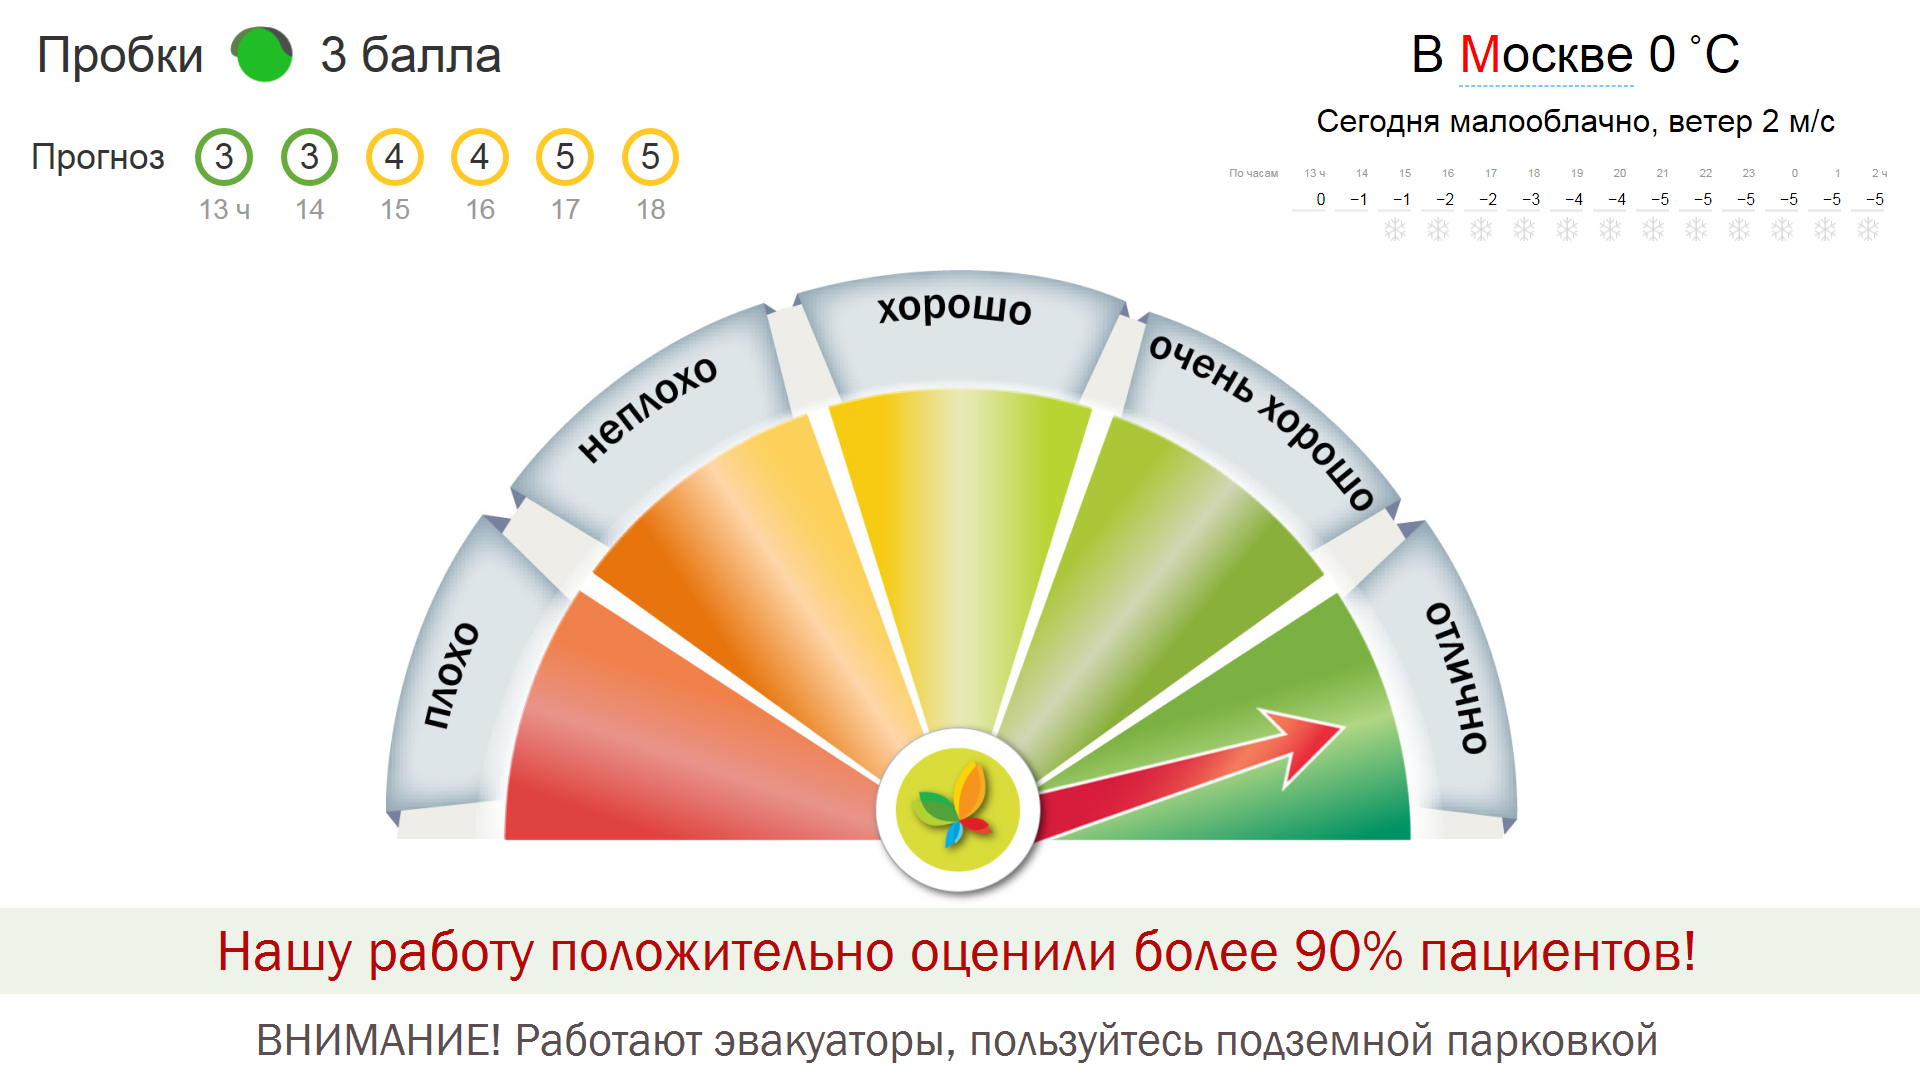 Пробки 3 балла
Прогноз 3 3 4 4 5 5
13 ч 14 15 16 17 18
В Москве 0 °C
Сегодня малооблачно, ветер 2 м/с
По часам 13 ч 14 15 16 17 18 19 20 21 22 23 0 1 2 ч
0 −1 −1 −2 −2 −3 −4 −4 −5 −5 −5 −5 −5 −5
плохо
неплохо
хорошо
очень хорошо
отлично
Нашу работу положительно оценили более 90% пациентов!
ВНИМАНИЕ! Работают эвакуаторы, пользуйтесь подземной парковкой